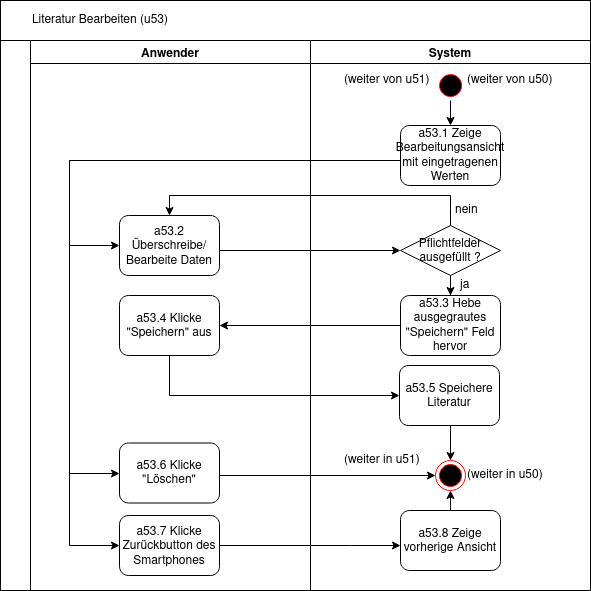 Literatur Bearbeiten (u53)
Anwender
System
(weiter von u51)
(weiter von u50)
a53.1 Zeige
Bearbeitungsansicht
mit eingetragenen
Werten
nein
a53.2
Überschreibe/
Bearbeite Daten
Pflichtfelder
ausgefüllt ?
ja
a53.4 Klicke
"Speichern" aus
a53.3 Hebe
ausgegrautes
"Speichern" Feld
hervor
a53.5 Speichere
Literatur
a53.6 Klicke
"Löschen"
(weiter in u51)
(weiter in u50)
a53.7 Klicke
Zurückbutton des
Smartphones
a53.8 Zeige
vorherige Ansicht